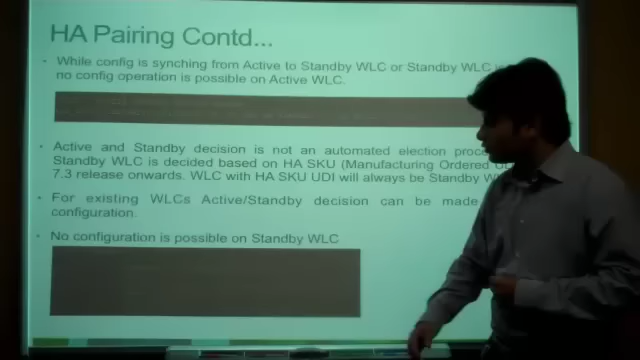 HA Pairing Contd...
While config is synching from Active to Standby WLC or Standby WLC
no config operation is possible on Active WLC.
Active and Standby decision is not an automated election
Standby WLC is decided based on HA SKU (Manufacturing Ordered
7.3 release onwards. WLC with HA SKU UDI will always be Standby
For existing WLCs Active/Standby decision can be made
configuration.
No configuration is possible on Standby WLC